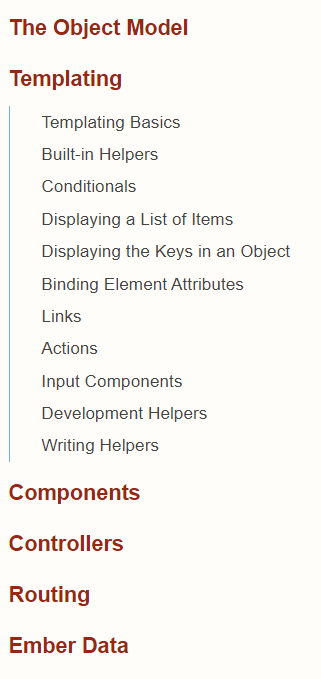 The Object Model
Templating
Templating Basics
Built-in Helpers
Conditionals
Displaying a List of Items
Displaying the Keys in an Object
Binding Element Attributes
Links
Actions
Input Components
Development Helpers
Writing Helpers
Components
Controllers
Routing
Ember Data